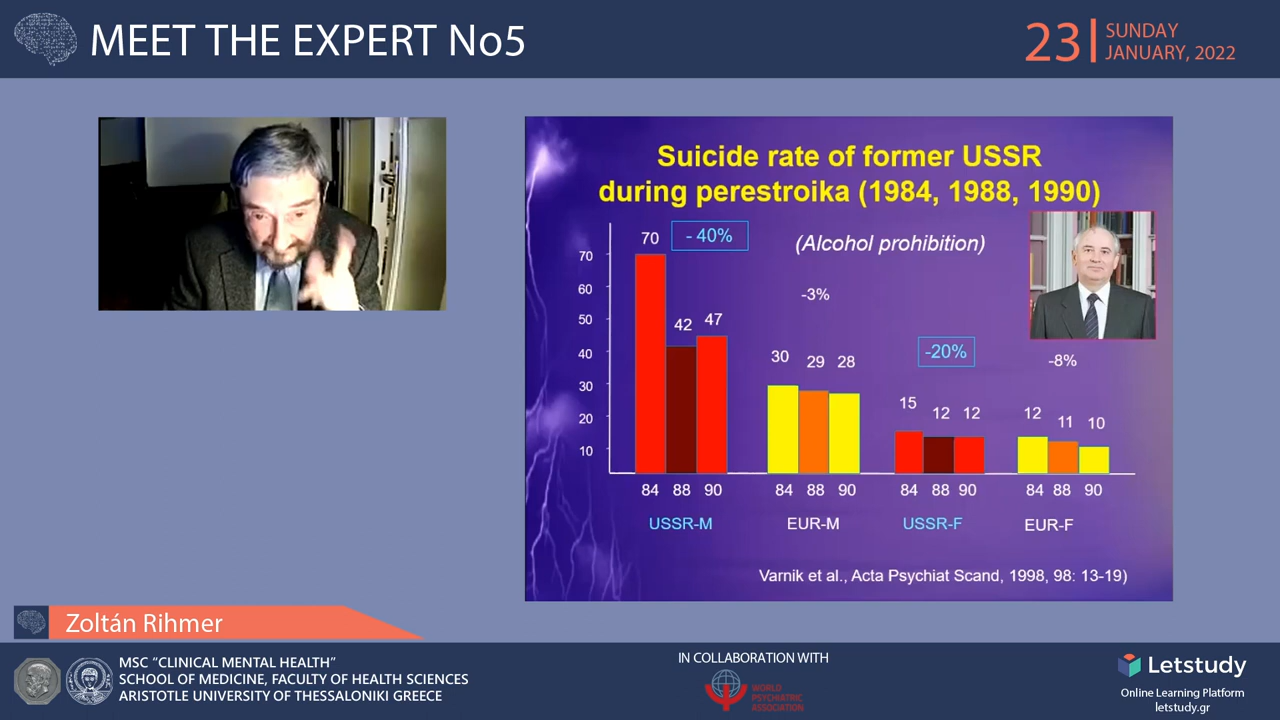 MEET THE EXPERT No5
23
SUNDAY
JANUARY, 2022
Suicide rate of former USSR
during perestroika (1984, 1988, 1990)
(Alcohol prohibition)
70
60
50
40
30
20
10
70
- 40%
42
47
-3%
30
29
28
-20%
15
12
12
-8%
12
11
10
84 88 90
84 88 90
84 88 90
84 88 90
USSR-M
EUR-M
USSR-F
EUR-F
Varnik et al., Acta Psychiat Scand, 1998, 98: 13-19)
Zoltán Rihmer
MSC “CLINICAL MENTAL HEALTH”
SCHOOL OF MEDICINE, FACULTY OF HEALTH SCIENCES
ARISTOTLE UNIVERSITY OF THESSALONIKI GREECE
IN COLLABORATION WITH
WORLD
PSYCHIATRIC
ASSOCIATION
Letstudy
Online Learning Platform
letstudy.gr